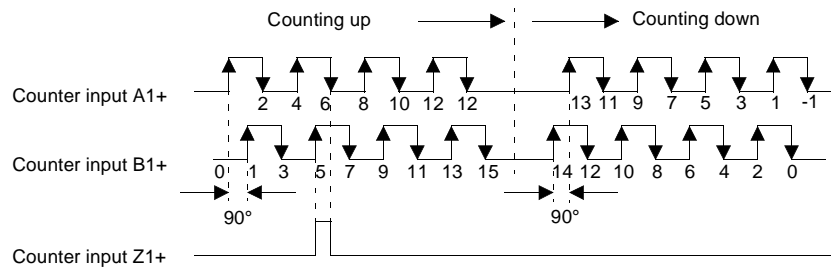 Counting up
Counting down
Counter input A1+
2 4 6 8 10 12 12 13 11 9 7 5 3 1 -1
Counter input B1+
0 1 3 5 7 9 11 13 15 14 12 10 8 6 4 2 0
90° 90°
Counter input Z1+